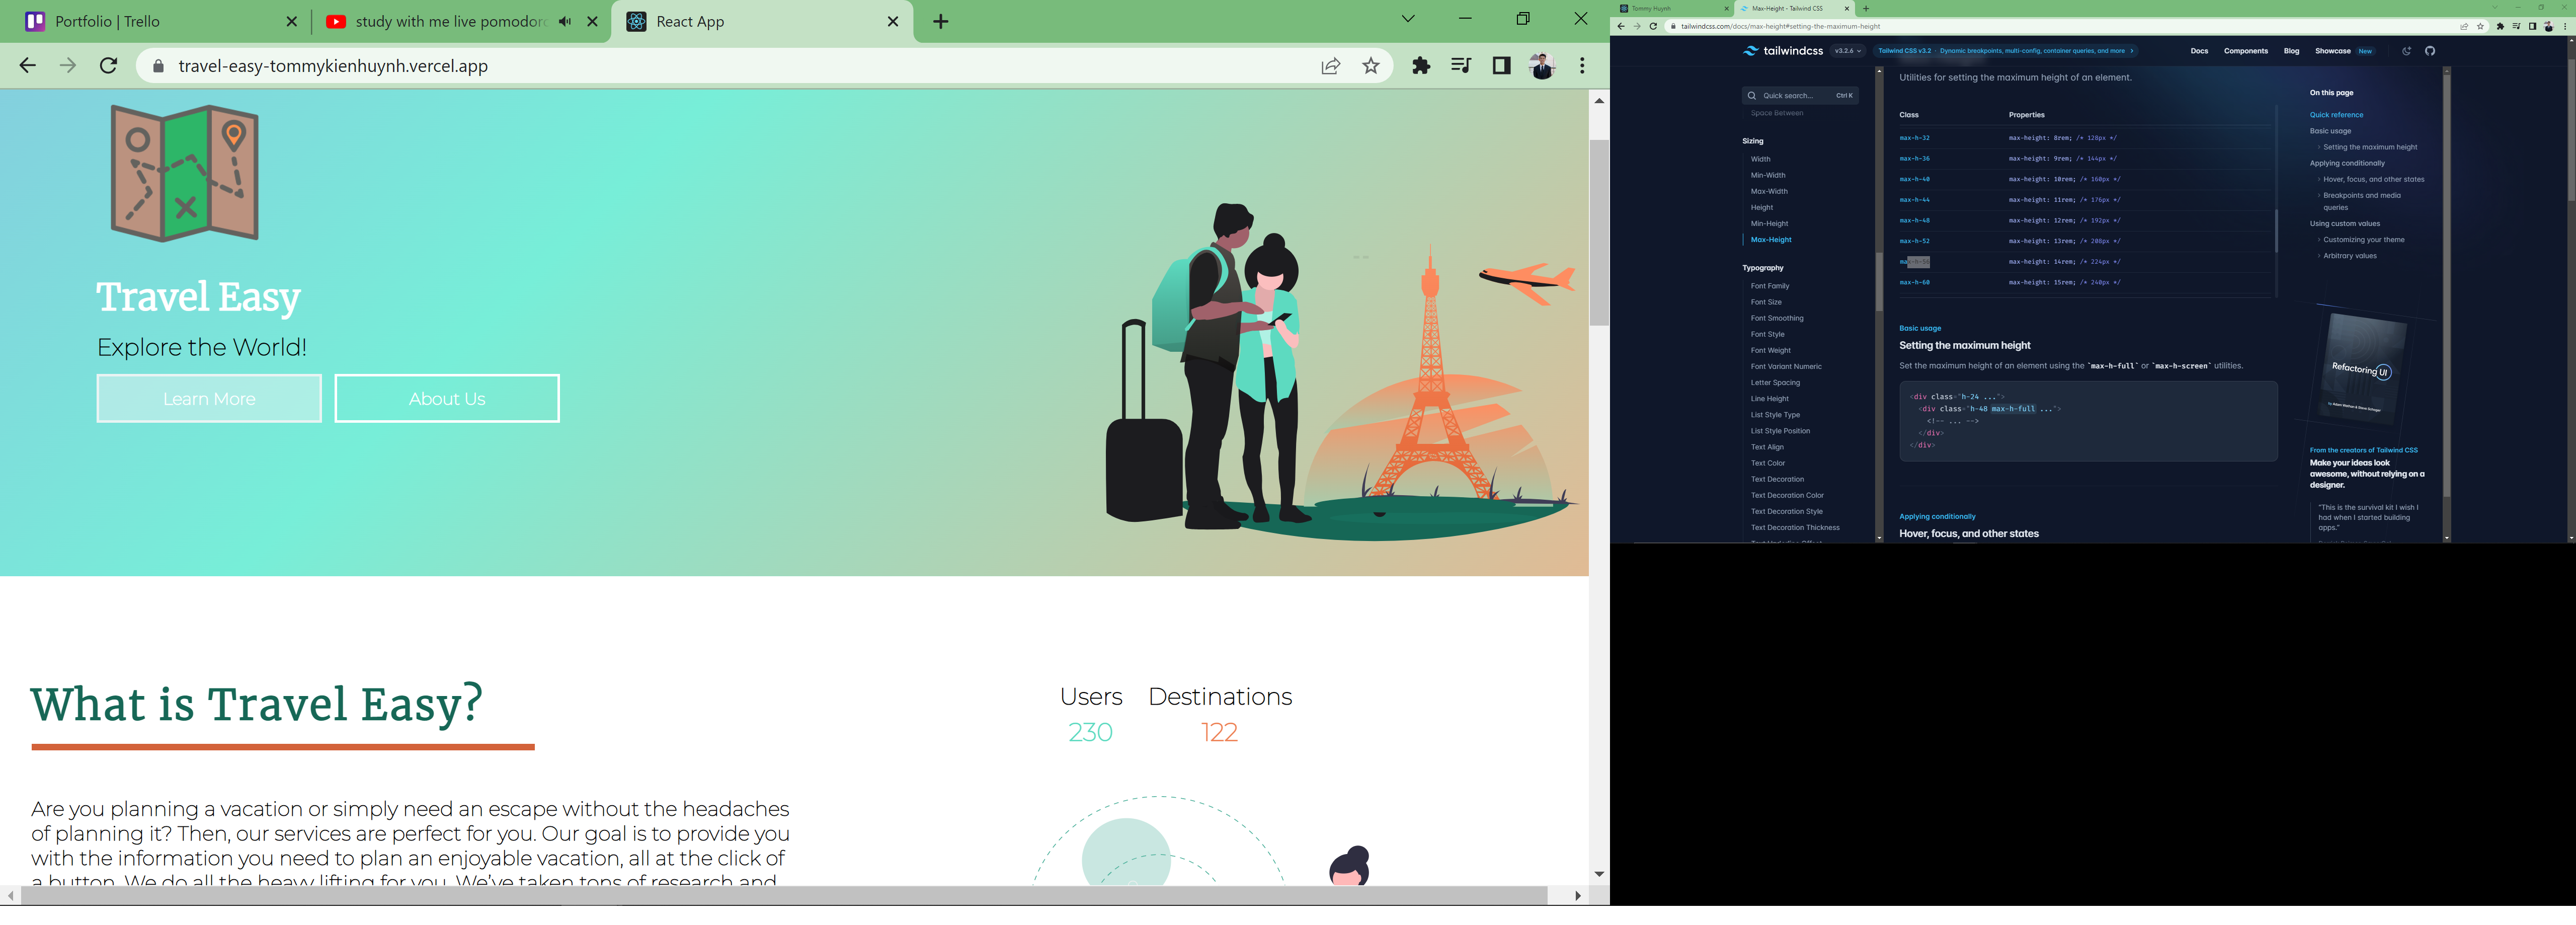 Portfolio | Trello
study with me live pomodoro
React App
travel-easy-tommykienhuynh.vercel.app
Travel Easy
Explore the World!
Learn More
About Us
What is Travel Easy?
Users Destinations
230 122
Are you planning a vacation or simply need an escape without the headaches
of planning it? Then, our services are perfect for you. Our goal is to provide you
with the information you need to plan an enjoyable vacation, all at the click of
a button. We do all the heavy lifting for you. We've taken tons of research and
Tommy Huynh
Max-Height - Tailwind CSS
tailwindcss.com/docs/max-height#setting-the-maximum-height
tailwindcss v3.2.6 Tailwind CSS v3.2 · Dynamic breakpoints, multi-config, container queries, and more
Docs Components Blog Showcase New
Quick search... Ctrl K
Space Between
Sizing
Width
Min-Width
Max-Width
Height
Min-Height
Max-Height
Typography
Font Family
Font Size
Font Smoothing
Font Style
Font Weight
Font Variant Numeric
Letter Spacing
Line Height
List Style Type
List Style Position
Text Align
Text Color
Text Decoration
Text Decoration Color
Text Decoration Style
Text Decoration Thickness
Utilities for setting the maximum height of an element.
Class Properties
max-h-32 max-height: 8rem; /* 128px */
max-h-36 max-height: 9rem; /* 144px */
max-h-40 max-height: 10rem; /* 160px */
max-h-44 max-height: 11rem; /* 176px */
max-h-48 max-height: 12rem; /* 192px */
max-h-52 max-height: 13rem; /* 208px */
max-h-56 max-height: 14rem; /* 224px */
max-h-60 max-height: 15rem; /* 240px */
Basic usage
Setting the maximum height
Set the maximum height of an element using the `max-h-full` or `max-h-screen` utilities.
<div class="h-24 ...">
<div class="h-48 max-h-full ...">
<!-- ... -->
</div>
</div>
Applying conditionally
Hover, focus, and other states
On this page
Quick reference
Basic usage
Setting the maximum height
Applying conditionally
Hover, focus, and other states
Breakpoints and media
queries
Using custom values
Customizing your theme
Arbitrary values
Refactoring UI
by Adam Wathan & Steve Schoger
From the creators of Tailwind CSS
Make your ideas look
awesome, without relying on a
designer.
"This is the survival kit I wish I
had when I started building
apps."